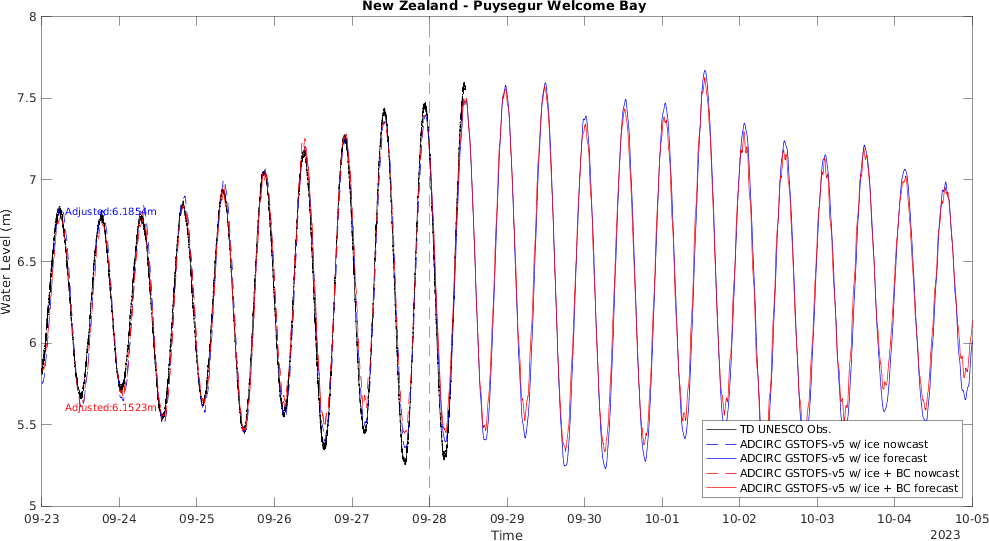 New Zealand - Puysegur Welcome Bay
8
7.5
7
6.5
6
5.5
5
Water Level (m)
Adjusted:6.1854m
Adjusted:6.1523m
TD UNESCO Obs.
ADCIRC GSTOFS-v5 w/ ice nowcast
ADCIRC GSTOFS-v5 w/ ice forecast
ADCIRC GSTOFS-v5 w/ ice + BC nowcast
ADCIRC GSTOFS-v5 w/ ice + BC forecast
09-23 09-24 09-25 09-26 09-27 09-28 09-29 09-30 10-01 10-02 10-03 10-04 10-05
Time
2023